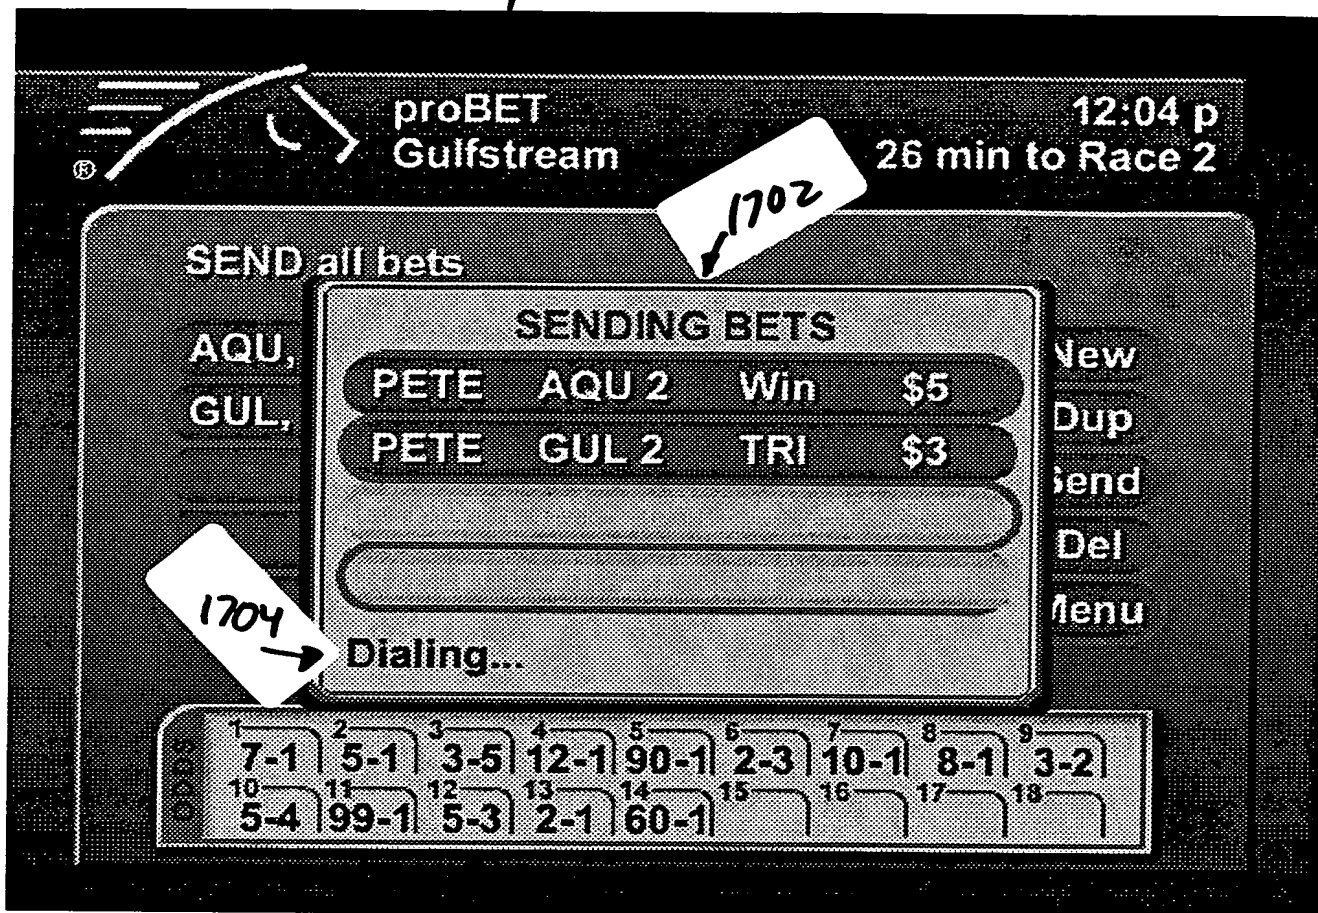 proBET
Gulfstream
12:04 p
26 min to Race 2
®
1702
SEND all bets
SENDING BETS
AQU,
GUL,
PETE AQU 2 Win $5
PETE GUL 2 TRI $3
New
Dup
Send
Del
Menu
1704
Dialing...
ODDS
1 7-1 2 5-1 3 3-5 4 12-1 5 90-1 6 2-3 7 10-1 8 8-1 9 3-2
10 5-4 11 99-1 12 5-3 13 2-1 14 60-1 15 16 17 18